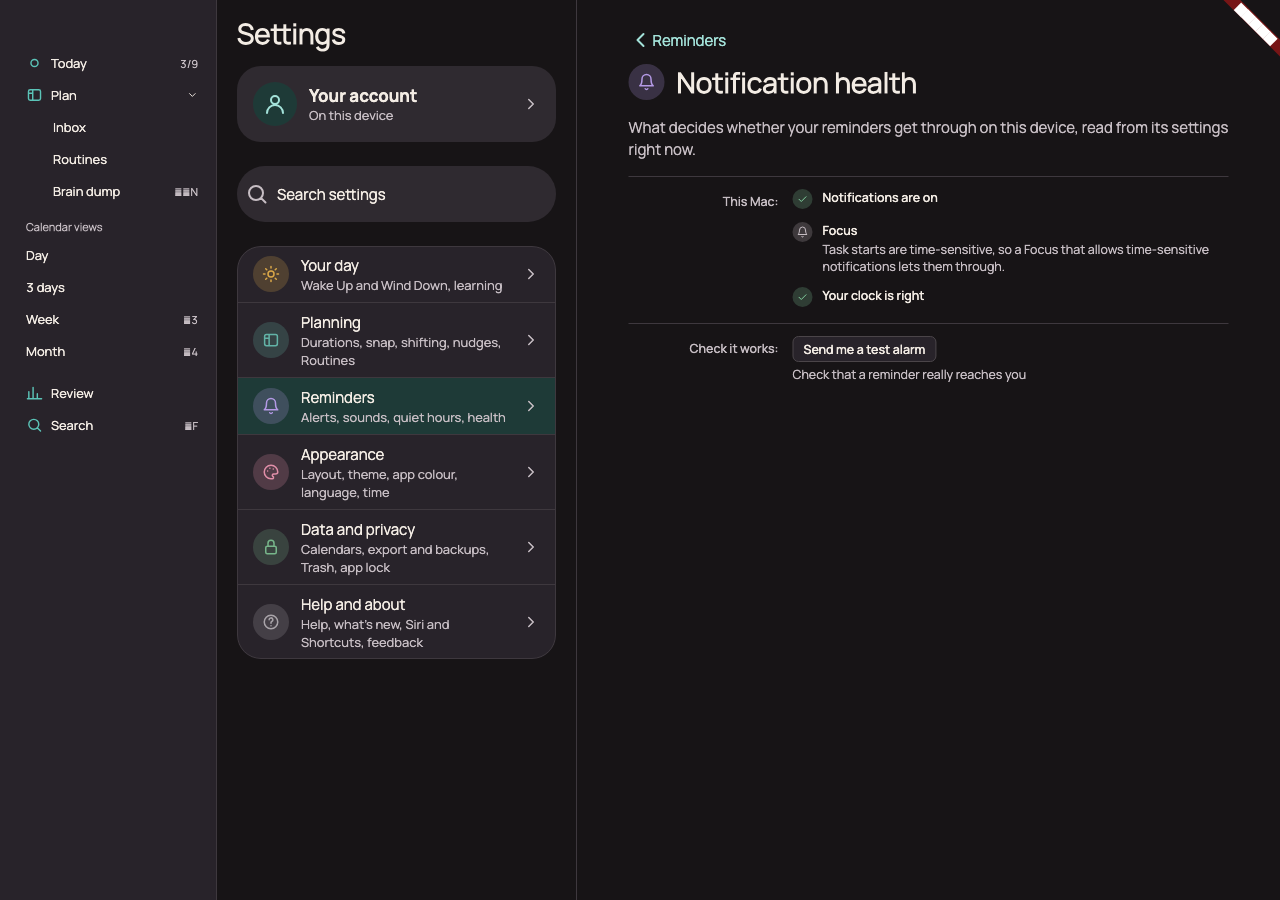 Today 3/9
Plan
Inbox
Routines
Brain dump N
Calendar views
Day
3 days
Week 3
Month 4
Review
Search F
Settings
Your account
On this device
Search settings
Your day
Wake Up and Wind Down, learning
Planning
Durations, snap, shifting, nudges,
Routines
Reminders
Alerts, sounds, quiet hours, health
Appearance
Layout, theme, app colour,
language, time
Data and privacy
Calendars, export and backups,
Trash, app lock
Help and about
Help, what's new, Siri and
Shortcuts, feedback
Reminders
Notification health
What decides whether your reminders get through on this device, read from its settings
right now.
This Mac:
Notifications are on
Focus
Task starts are time-sensitive, so a Focus that allows time-sensitive
notifications lets them through.
Your clock is right
Check it works:
Send me a test alarm
Check that a reminder really reaches you